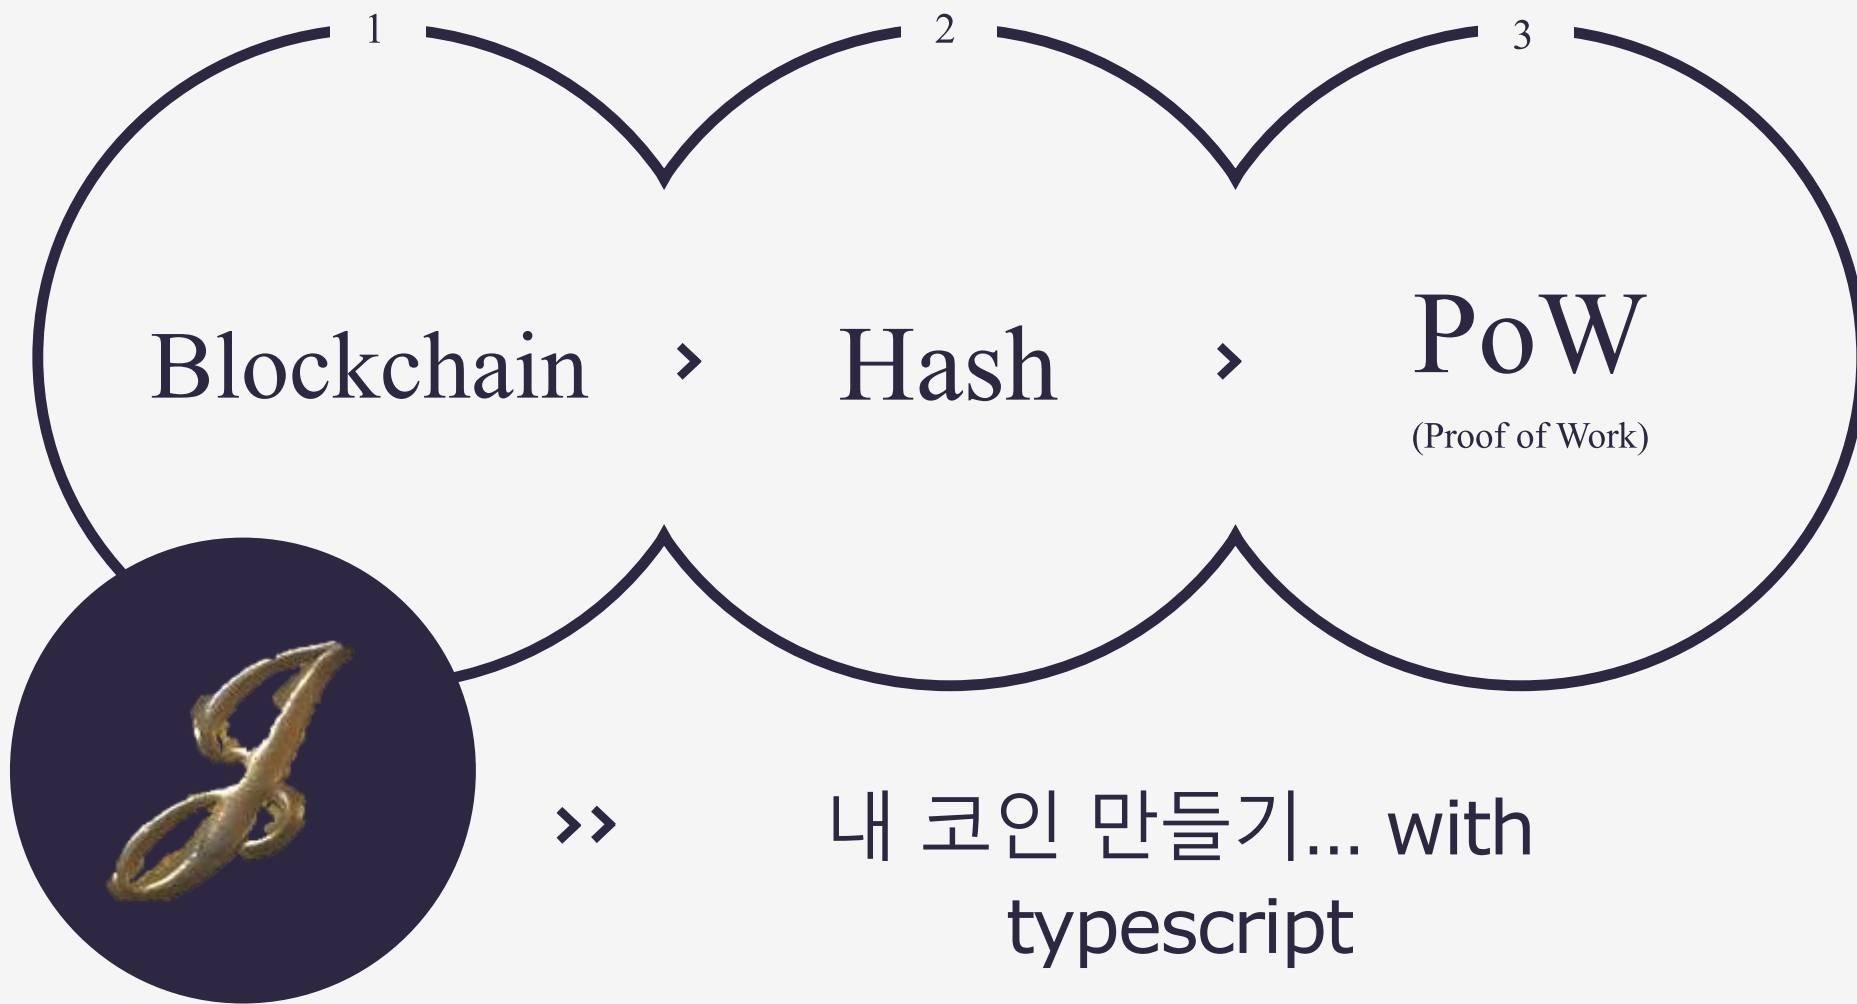 1
2
3
Blockchain > Hash > PoW
(Proof of Work)
J
>> 내 코인 만들기... with
typescript